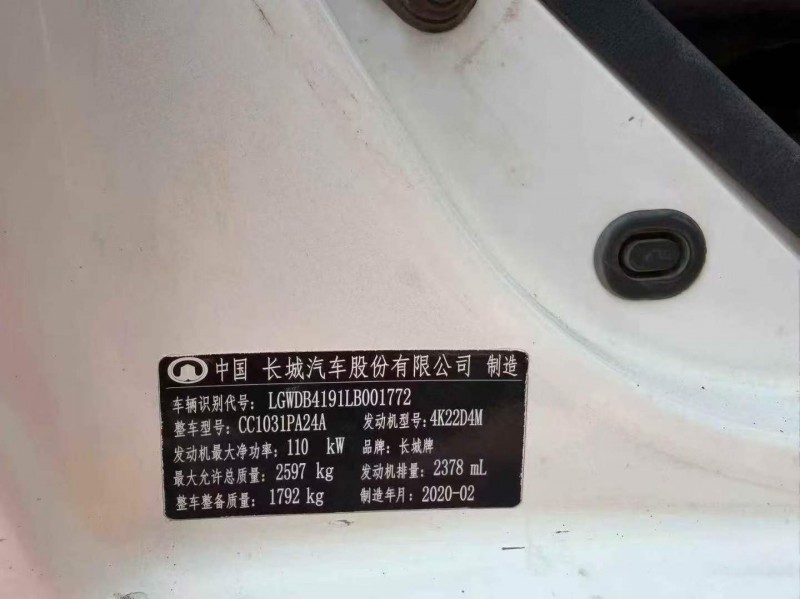 中国 长城汽车股份有限公司 制造
车辆识别代号: LGWDB4191LB001772
整车型号: CC1031PA24A 发动机型号: 4K22D4M
发动机最大净功率: 110 kW 品牌: 长城牌
最大允许总质量: 2597 kg 发动机排量: 2378 mL
整车整备质量: 1792 kg 制造年月: 2020-02